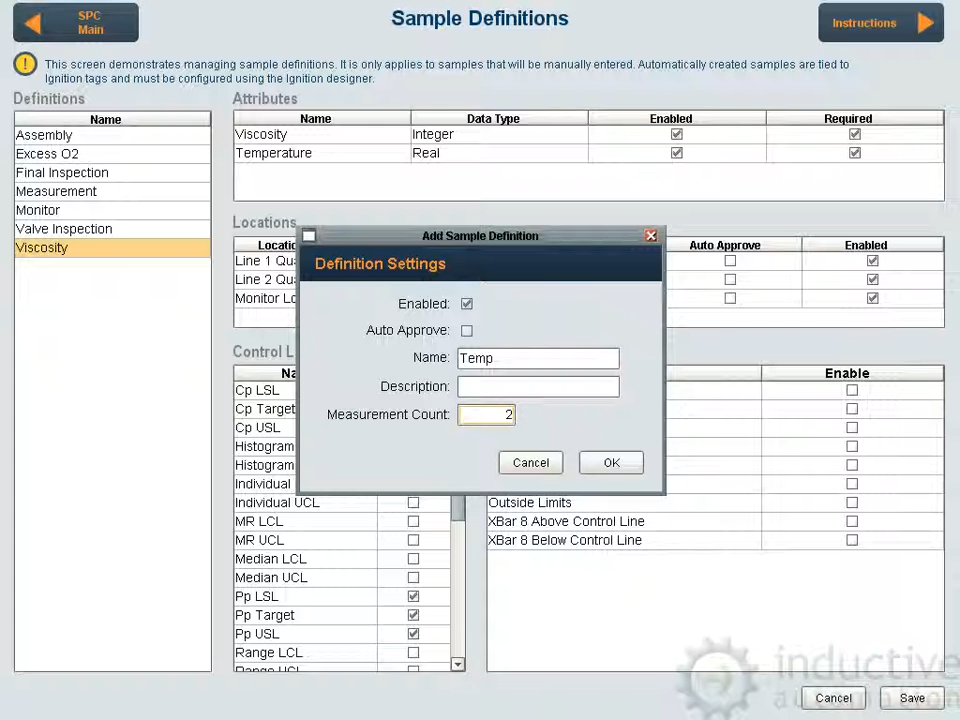 SPC
Main
Sample Definitions
Instructions
This screen demonstrates managing sample definitions. It is only applies to samples that will be manually entered. Automatically created samples are tied to
Ignition tags and must be configured using the Ignition designer.
Definitions
Attributes
Name
Assembly
Excess O2
Final Inspection
Measurement
Monitor
Valve Inspection
Viscosity
Name Data Type Enabled Required
Viscosity Integer
Temperature Real
Locations
Auto Approve Enabled
Line 1
Line 2
Monitor
Add Sample Definition
Definition Settings
Enabled:
Auto Approve:
Name: Temp
Description:
Measurement Count: 2
Cancel OK
Control
Cp LSL
Cp Target
Cp USL
Histogram
Histogram
Individual
Individual UCL
MR LCL
MR UCL
Median LCL
Median UCL
Pp LSL
Pp Target
Pp USL
Range LCL
Range UCL
Enable
Outside Limits
XBar 8 Above Control Line
XBar 8 Below Control Line
inductive
automation
Cancel Save